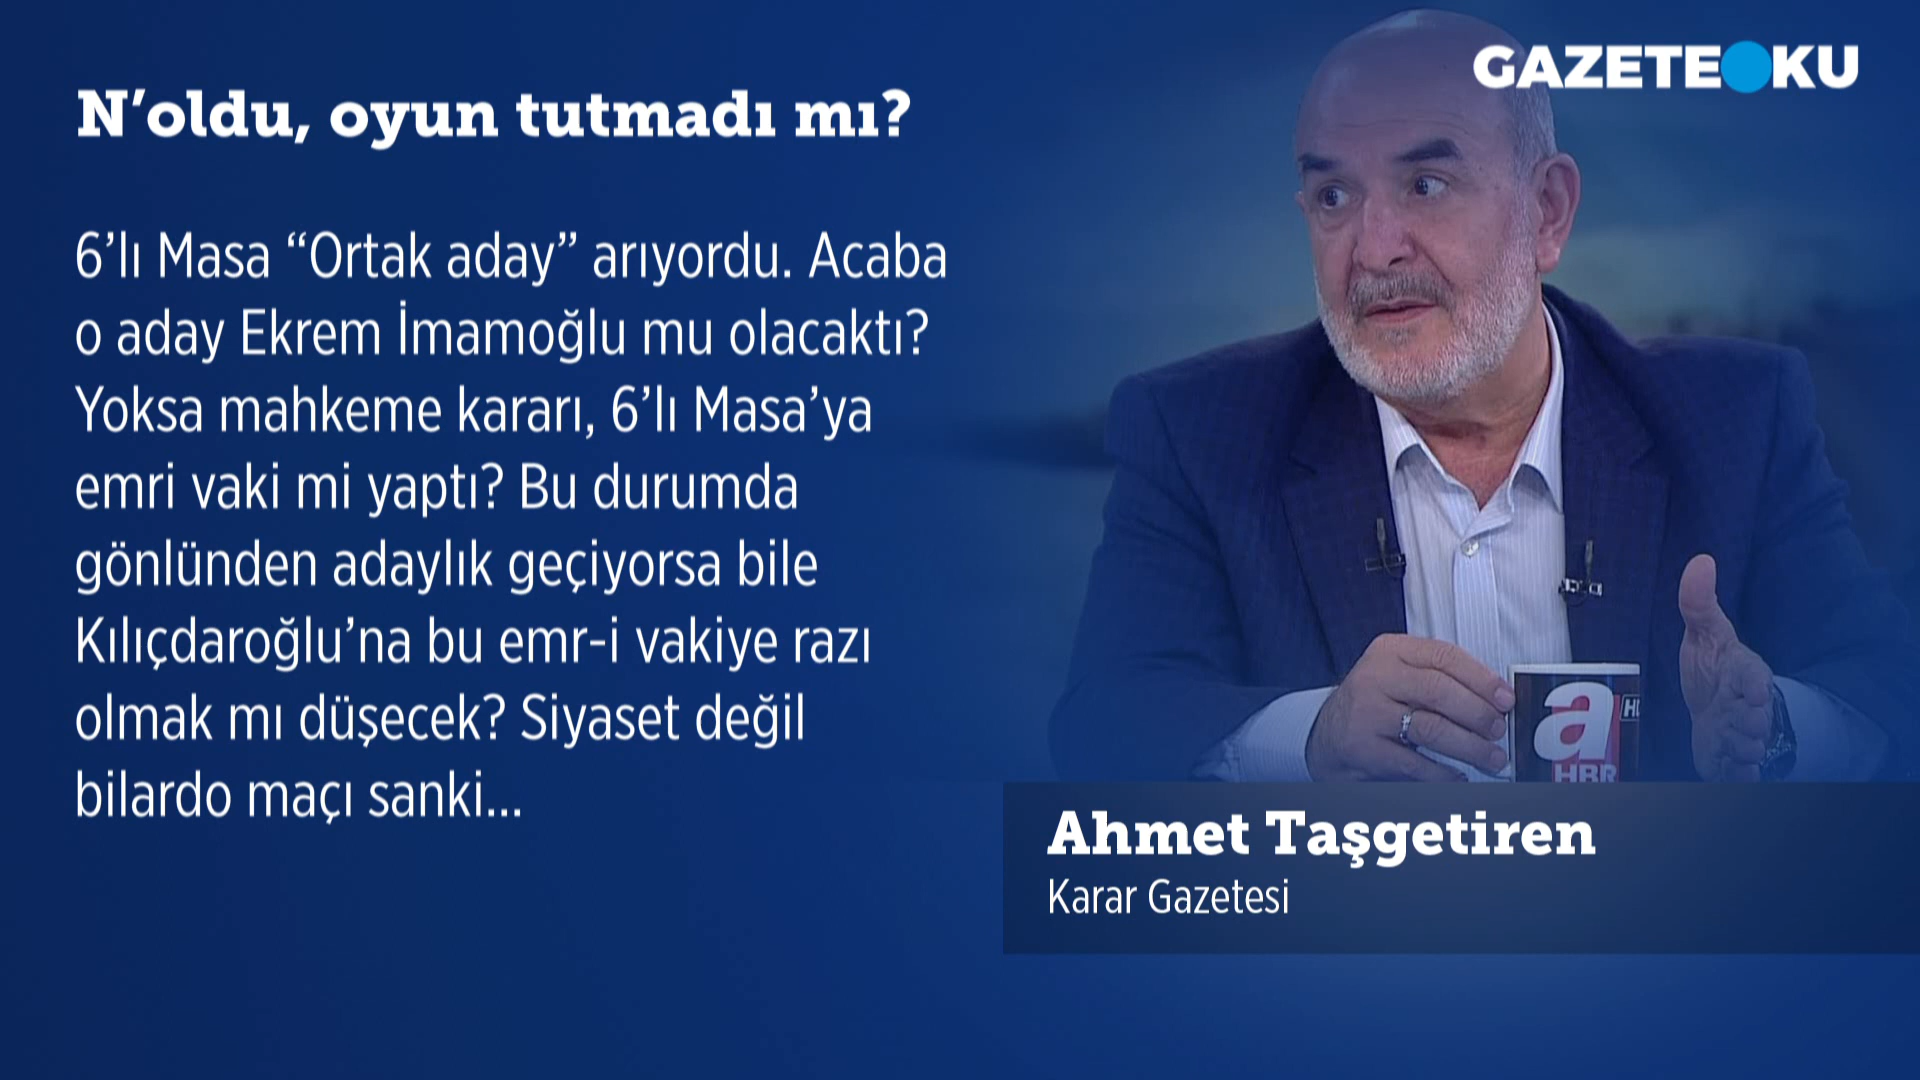 GAZETE KU
N’oldu, oyun tutmadı mı?
6’lı Masa “Ortak aday” arıyordu. Acaba
o aday Ekrem İmamoğlu mu olacaktı?
Yoksa mahkeme kararı, 6’lı Masa’ya
emri vaki mi yaptı? Bu durumda
gönlünden adaylık geçiyorsa bile
Kılıçdaroğlu’na bu emr-i vakiye razı
olmak mı düşecek? Siyaset değil
bilardo maçı sanki...
a
HBR
Ahmet Taşgetiren
Karar Gazetesi